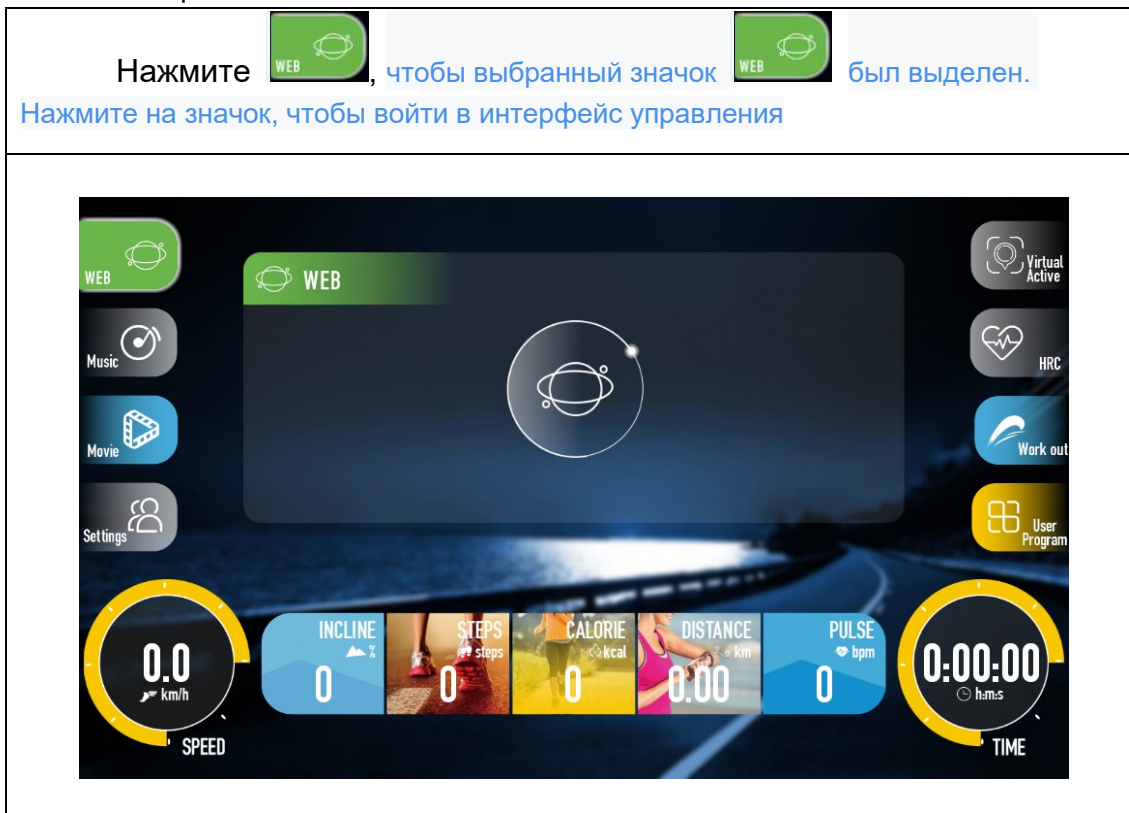 Нажмите WEB, чтобы выбранный значок WEB был выделен.
Нажмите на значок, чтобы войти в интерфейс управления
WEB
WEB
Music
Movie
Settings
Virtual
Active
HRC
Work out
User
Program
0.0
km/h
SPEED
INCLINE
%
0
STEPS
steps
0
CALORIE
kcal
0
DISTANCE
km
0.00
PULSE
bpm
0
0:00:00
h:m:s
TIME